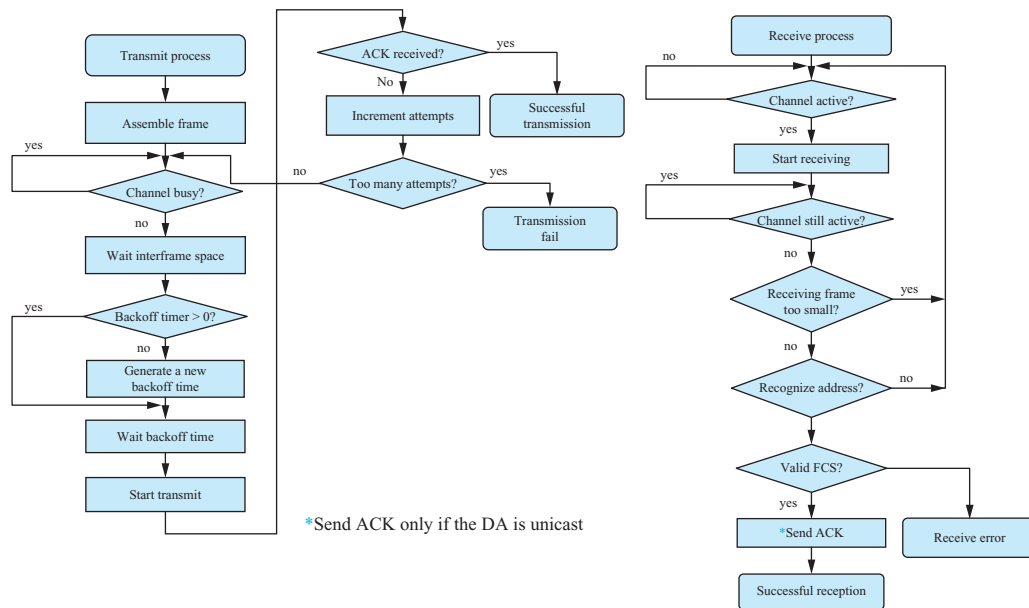 Transmit process
Assemble frame
yes
Channel busy?
no
Wait interframe space
yes
Backoff timer > 0?
no
Generate a new
backoff time
Wait backoff time
Start transmit
ACK received?
yes
No
Successful
transmission
Increment attempts
no
Too many attempts?
yes
Transmission
fail
*Send ACK only if the DA is unicast
Receive process
no
Channel active?
yes
Start receiving
yes
Channel still active?
no
Receiving frame
too small?
yes
no
Recognize address?
no
Valid FCS?
yes
*Send ACK
Receive error
Successful reception